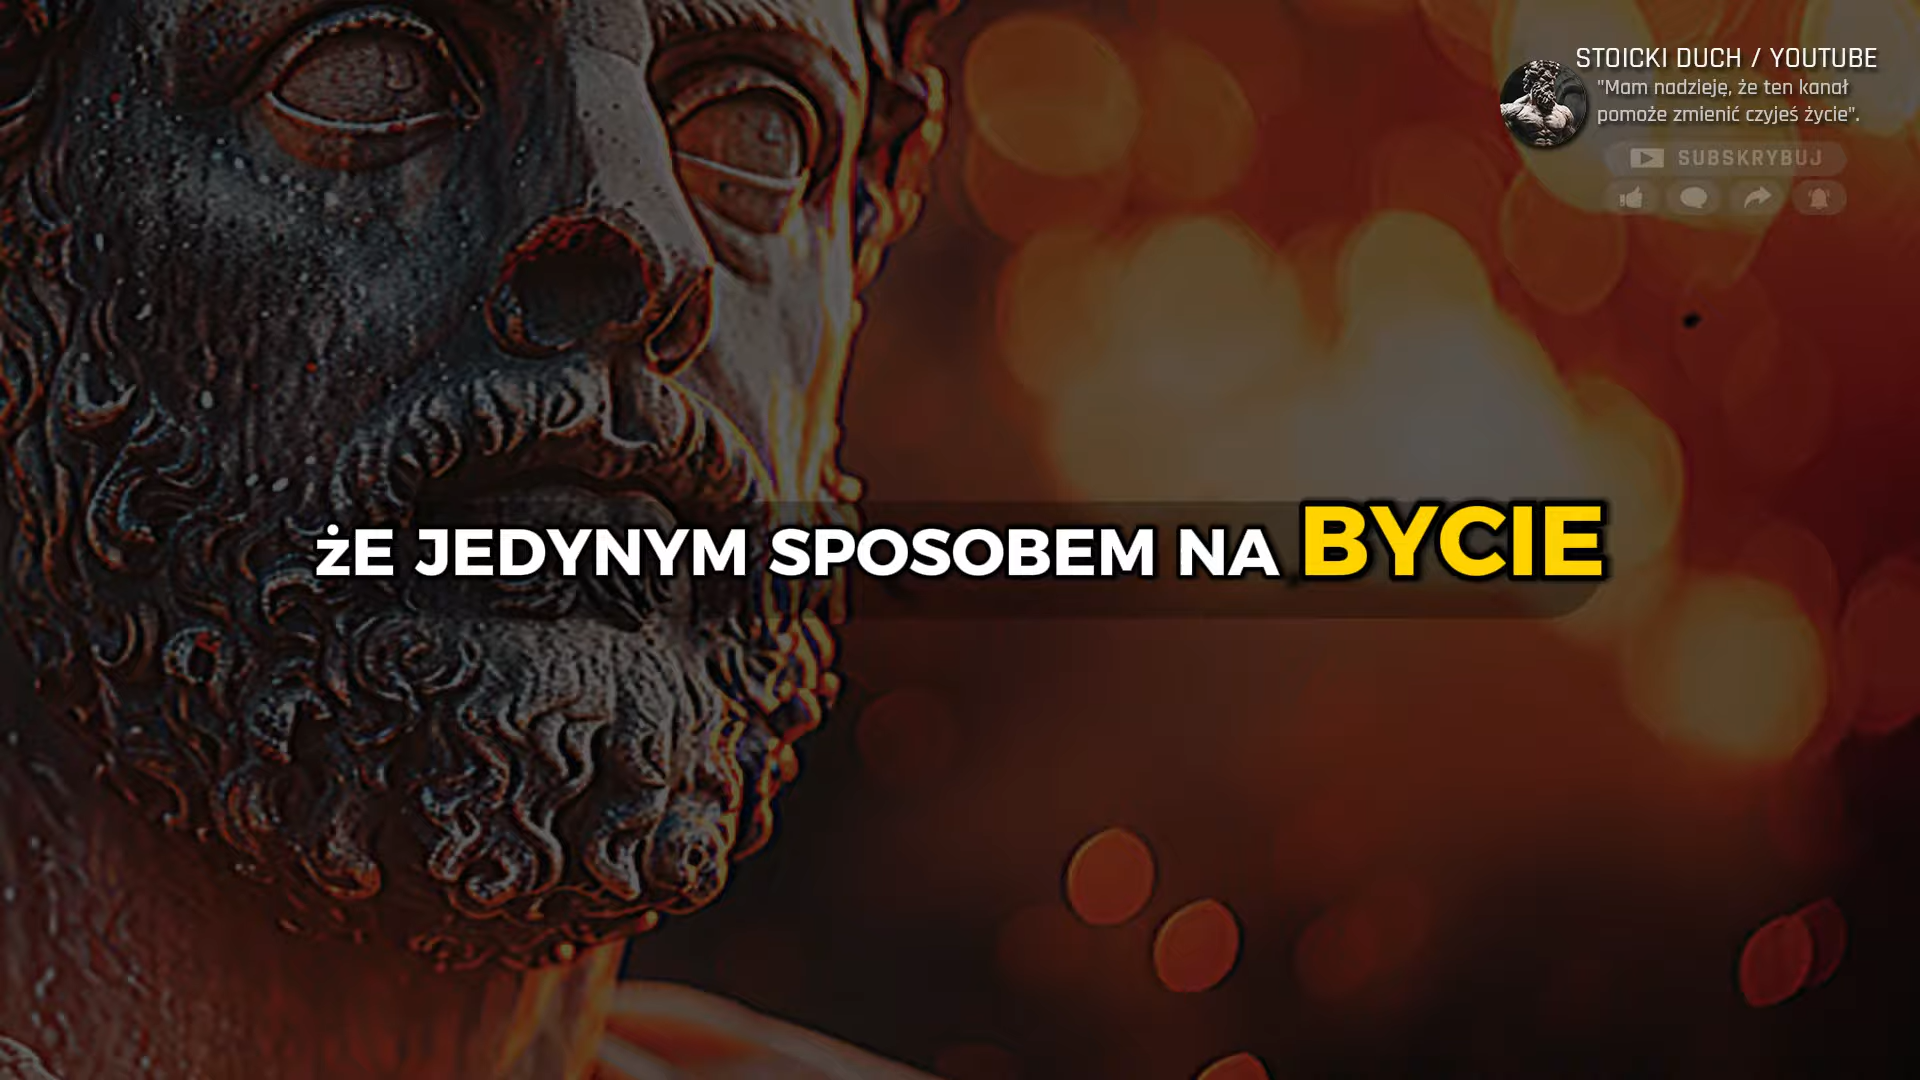 STOICKI DUCH / YOUTUBE
"Mam nadzieję, że ten kanał
pomoże zmienić czyjeś życie".
SUBSKRYBUJ
ŻE JEDYNYM SPOSOBEM NA BYCIE